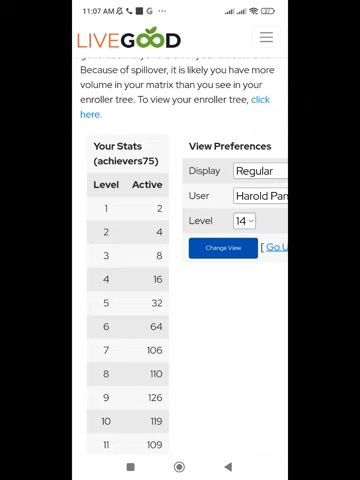 11:07 AM
LIVEGOOD
Because of spillover, it is likely you have more
volume in your matrix than you see in your
enroller tree. To view your enroller tree, click
here.
Your Stats
(achievers75)
Level Active
1 2
2 4
3 8
4 16
5 32
6 64
7 106
8 110
9 126
10 119
11 109
View Preferences
Display Regular
User Harold Pan
Level 14
Change View [ Go U